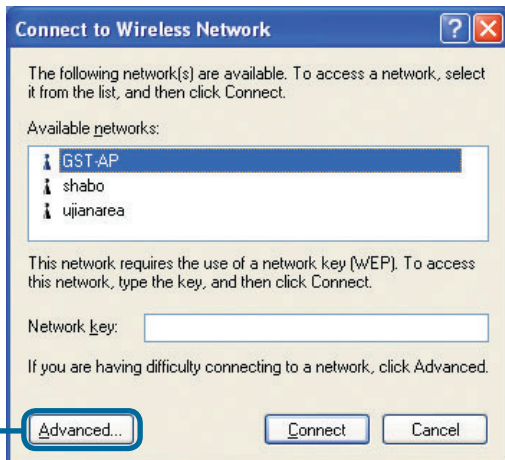 Connect to Wireless Network
The following network(s) are available. To access a network, select
it from the list, and then click Connect.
Available networks:
GST-AP
shabo
ujianarea
This network requires the use of a network key (WEP). To access
this network, type the key, and then click Connect.
Network key:
If you are having difficulty connecting to a network, click Advanced.
Advanced... Connect Cancel